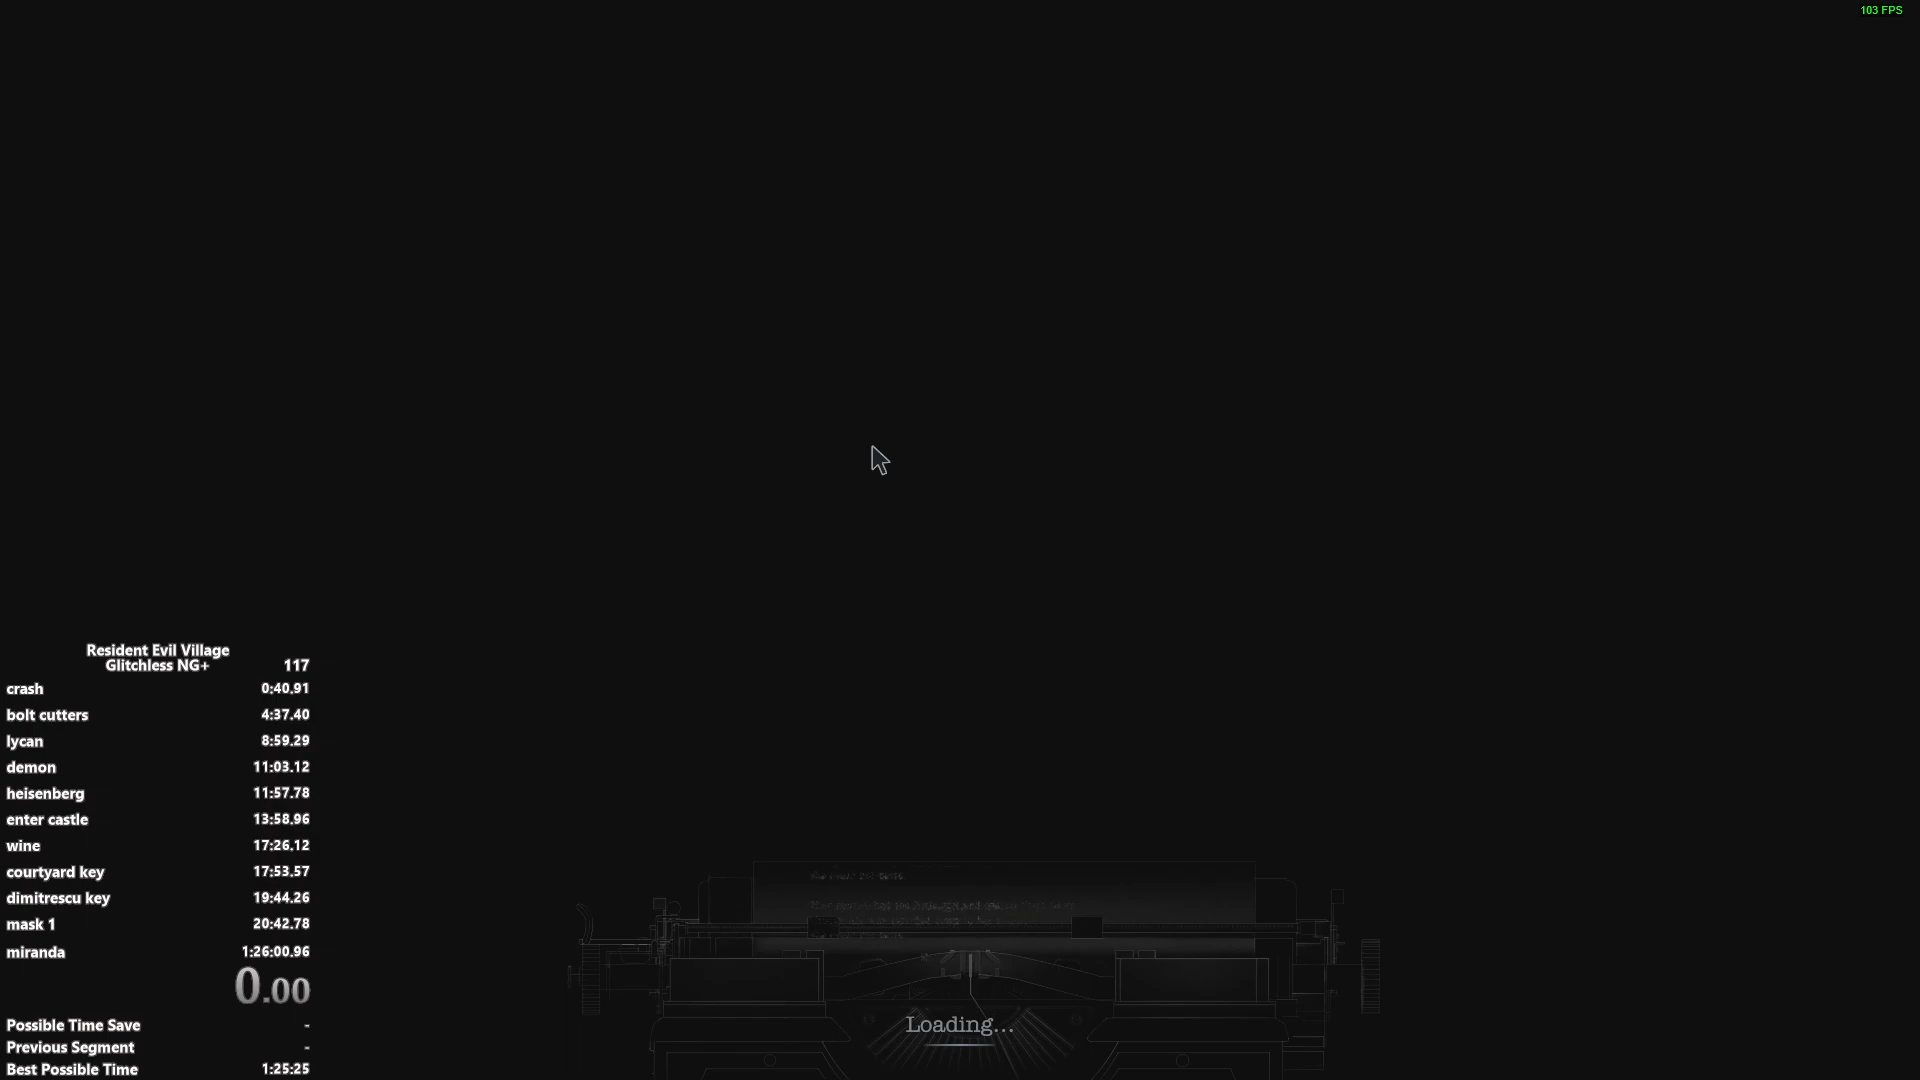 103 FPS
Resident Evil Village
Glitchless NG+ 117
crash 0:40.91
bolt cutters 4:37.40
lycan 8:59.29
demon 11:03.12
heisenberg 11:57.78
enter castle 13:58.96
wine 17:26.12
courtyard key 17:53.57
dimitrescu key 19:44.26
mask 1 20:42.78
miranda 1:26:00.96
0.00
Possible Time Save -
Previous Segment -
Best Possible Time 1:25:25
Loading...